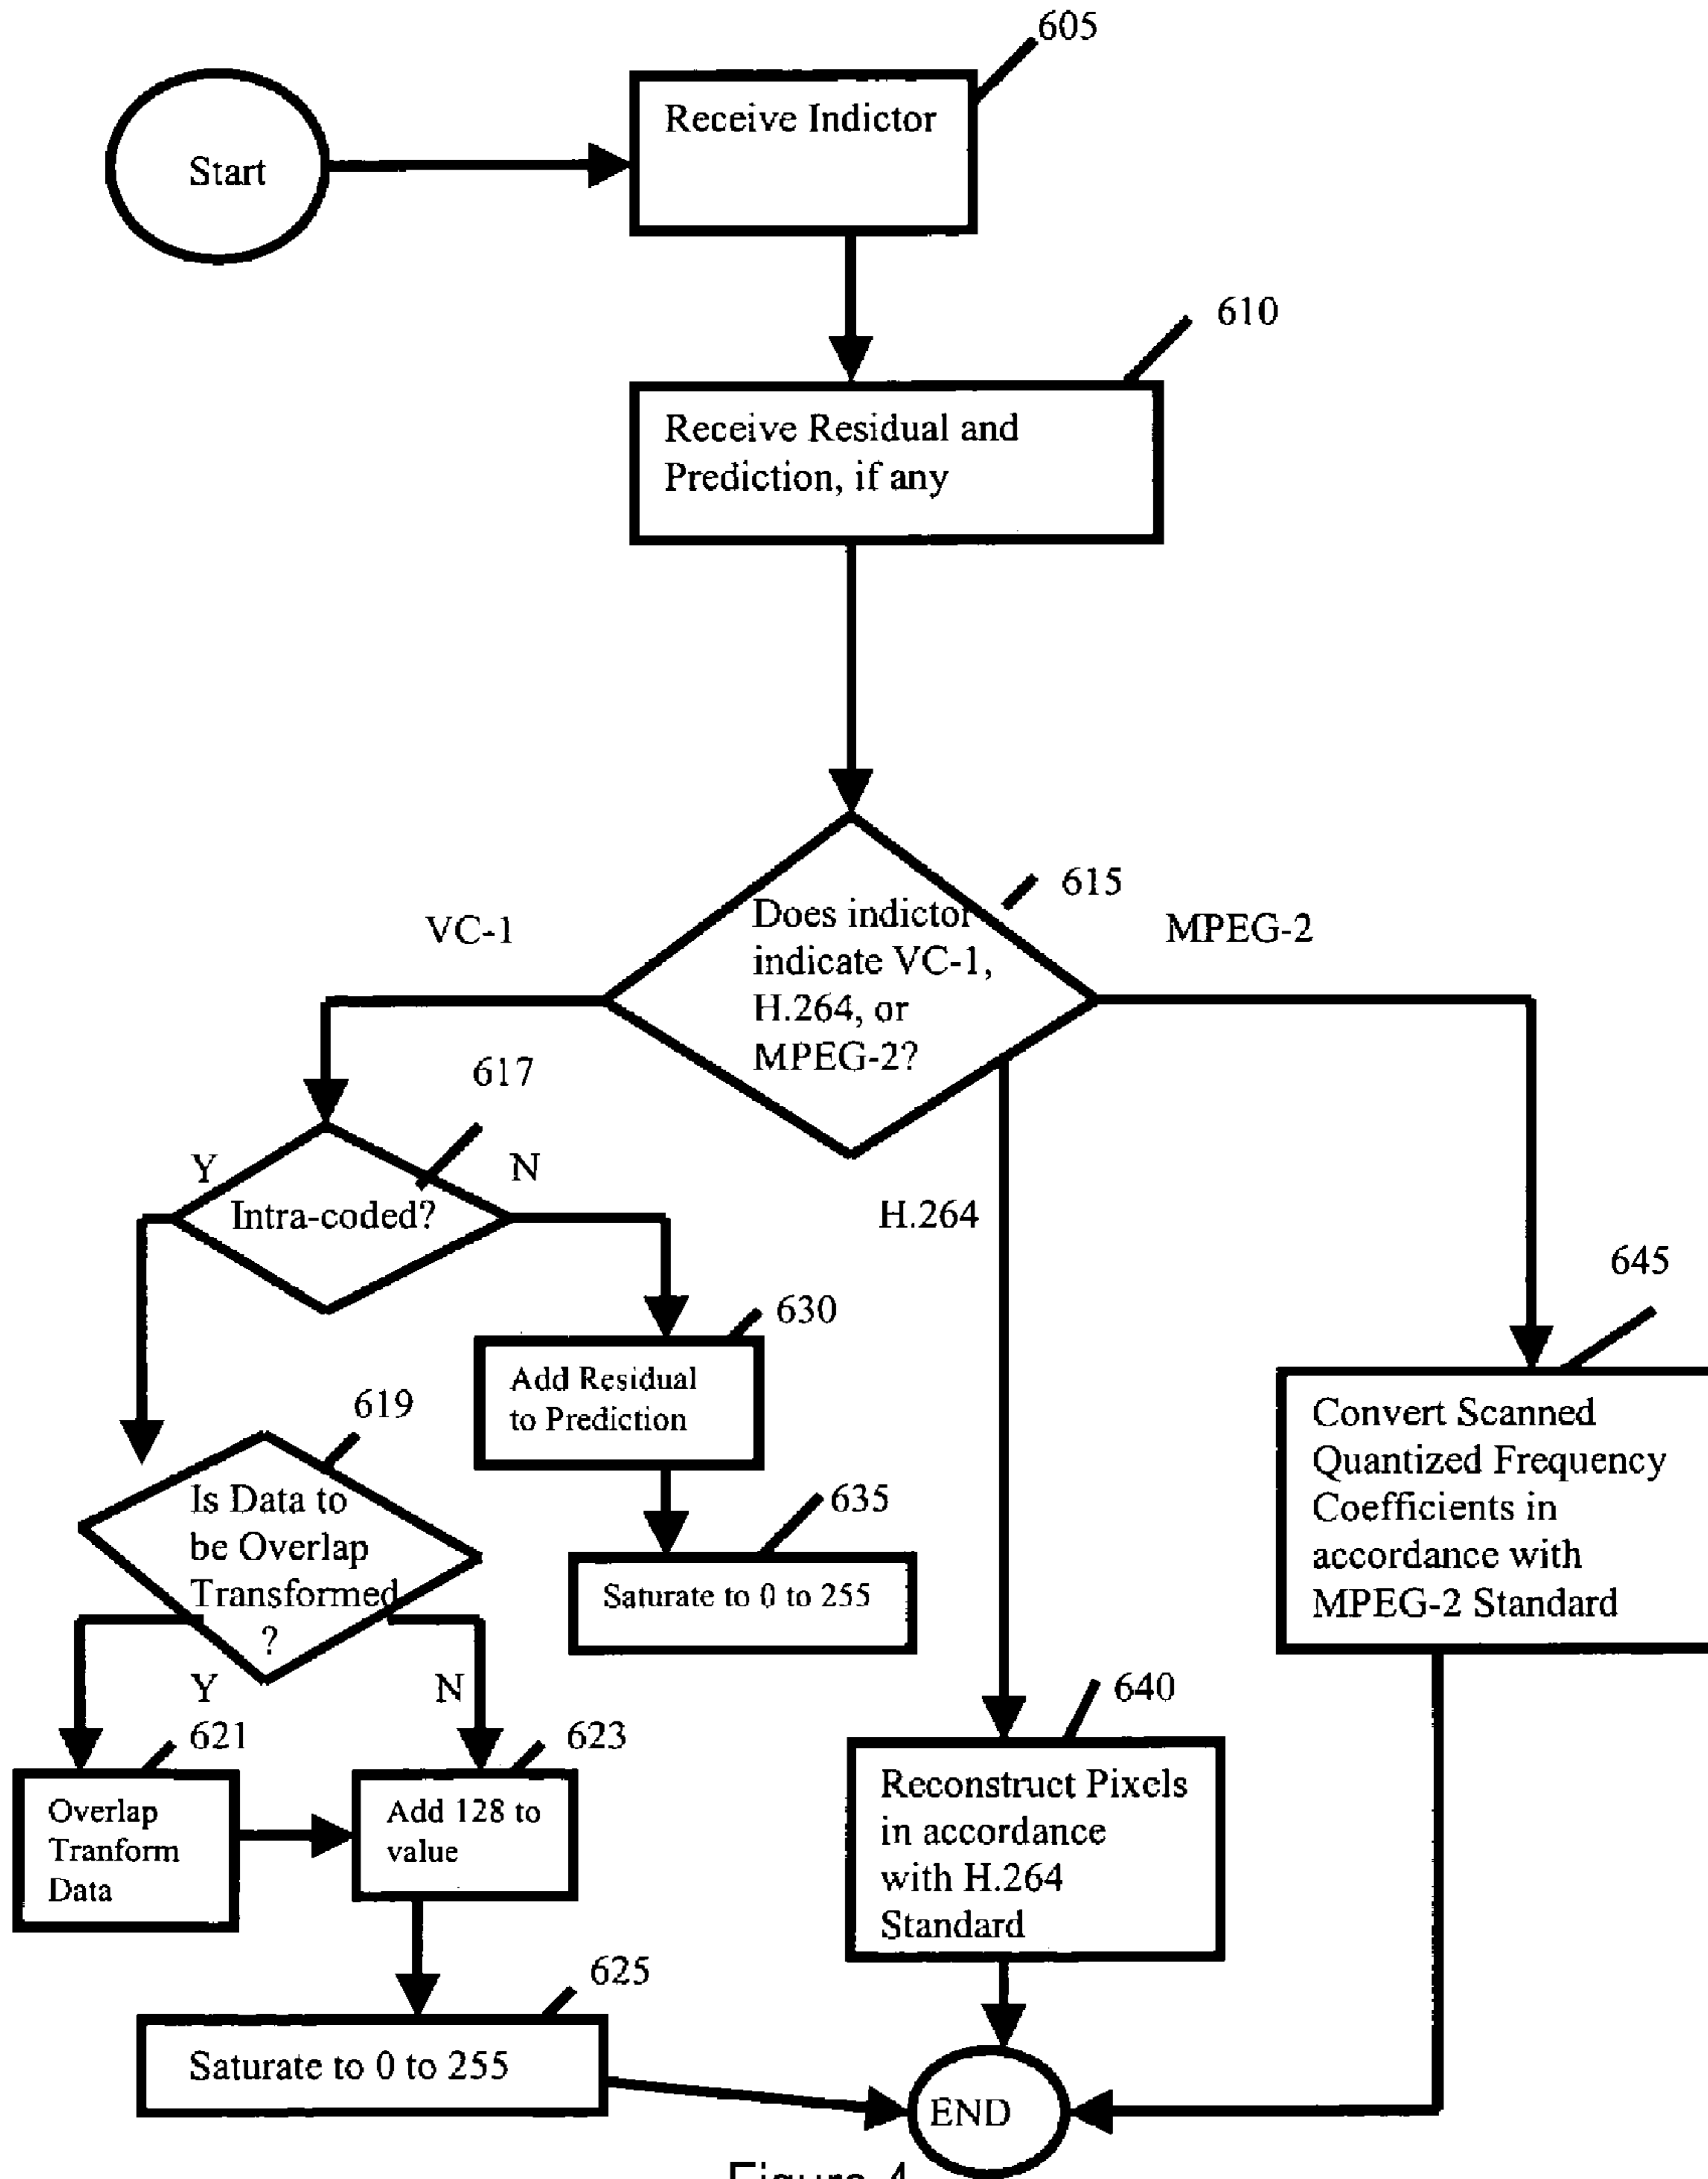 605
Start
Receive Indictor
610
Receive Residual and
Prediction, if any
615
VC-1
Does indictor
indicate VC-1,
H.264, or
MPEG-2?
MPEG-2
617
Y
N
Intra-coded?
H.264
645
630
Add Residual
to Prediction
619
Is Data to
be Overlap
Transformed
?
635
Saturate to 0 to 255
Convert Scanned
Quantized Frequency
Coefficients in
accordance with
MPEG-2 Standard
Y
N
640
621
623
Overlap
Tranform
Data
Add 128 to
value
Reconstruct Pixels
in accordance
with H.264
Standard
625
Saturate to 0 to 255
END
Figure 4